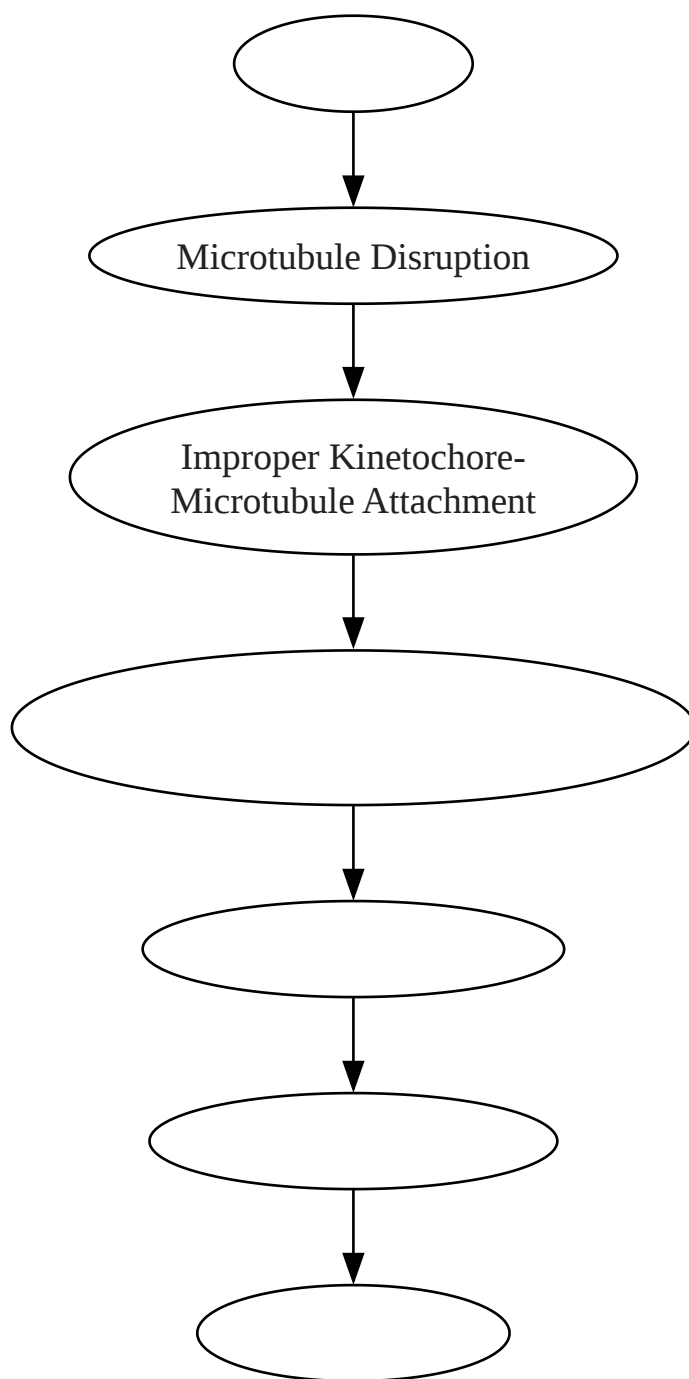 Microtubule Disruption
Improper Kinetochore-
Microtubule Attachment